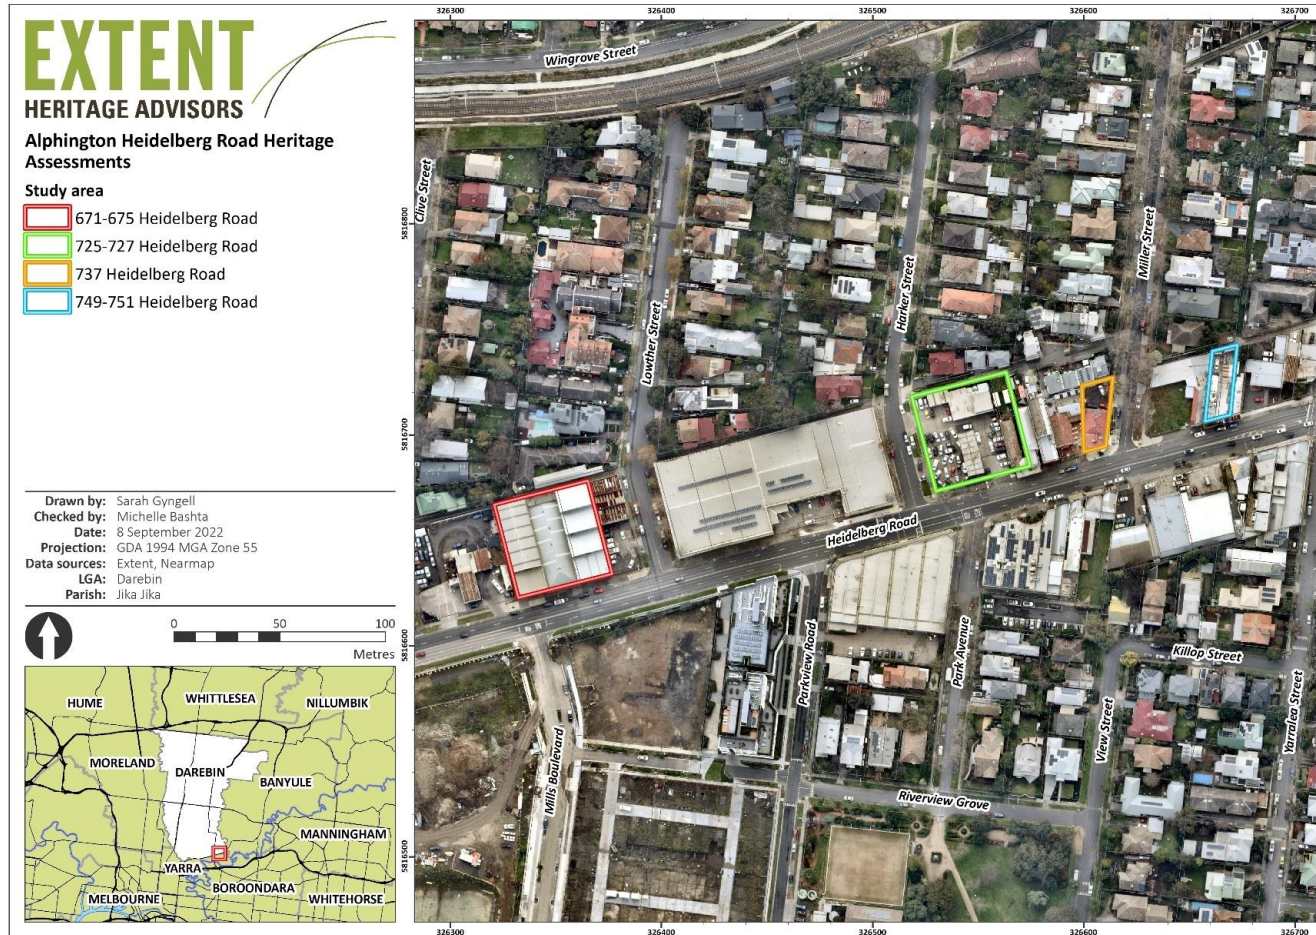 EXTENT
HERITAGE ADVISORS
Alphington Heidelberg Road Heritage
Assessments
Study area
671-675 Heidelberg Road
725-727 Heidelberg Road
737 Heidelberg Road
749-751 Heidelberg Road
Drawn by: Sarah Gyngell
Checked by: Michelle Bashta
Date: 8 September 2022
Projection: GDA 1994 MGA Zone 55
Data sources: Extent, Nearmap
LGA: Darebin
Parish: Jika Jika
0 50 100
Metres
HUME
WHITTLESEA
NILLUMBIK
MORELAND
DAREBIN
BANYULE
MANNINGHAM
YARRA
BOROONDARA
MELBOURNE
WHITEHORSE
326300 326400 326500 326600 326700
Wingrove Street
Clive Street
5816800
Miller Street
Harker Street
Lowther Street
5816700
Heidelberg Road
5816600
Parkview Road
Park Avenue
Killop Street
View Street
Yarralea Street
Mills Boulevard
Riverview Grove
5816500
326300 326400 326500 326600 326700